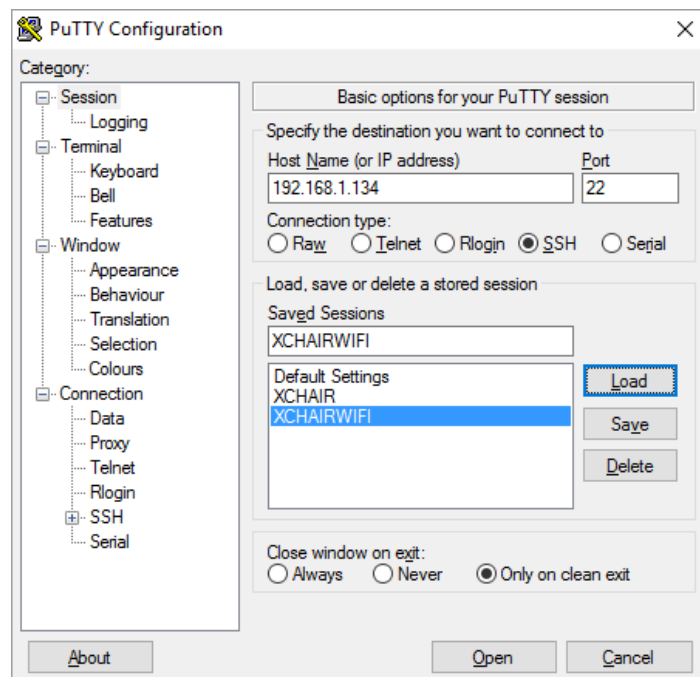 PuTTY Configuration
Category:
Session
Logging
Terminal
Keyboard
Bell
Features
Window
Appearance
Behaviour
Translation
Selection
Colours
Connection
Data
Proxy
Telnet
Rlogin
SSH
Serial
Basic options for your PuTTY session
Specify the destination you want to connect to
Host Name (or IP address) Port
192.168.1.134 22
Connection type:
Raw Telnet Rlogin SSH Serial
Load, save or delete a stored session
Saved Sessions
XCHAIRWIFI
Default Settings
XCHAIR
XCHAIRWIFI
Load
Save
Delete
Close window on exit:
Always Never Only on clean exit
About Open Cancel